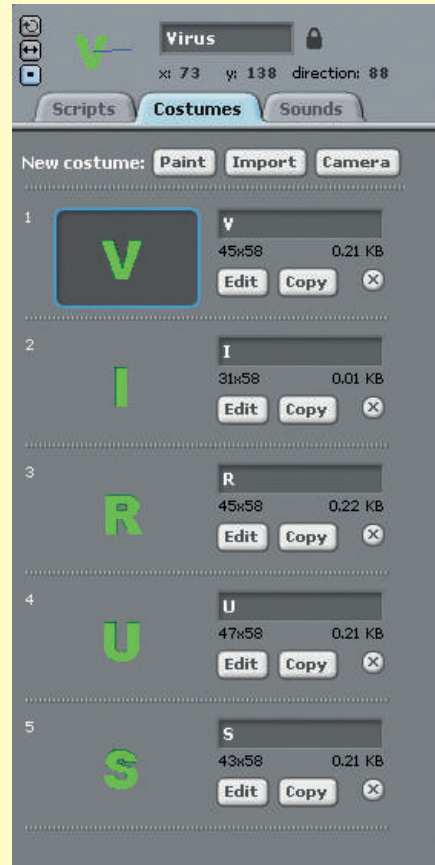 V
Virus
x: 73 y: 138 direction: 88
Scripts Costumes Sounds
New costume: Paint Import Camera
1
V
V
45x58 0.21 KB
Edit Copy
2
I
I
31x58 0.01 KB
Edit Copy
3
R
R
45x58 0.22 KB
Edit Copy
4
U
U
47x58 0.21 KB
Edit Copy
5
S
S
43x58 0.21 KB
Edit Copy